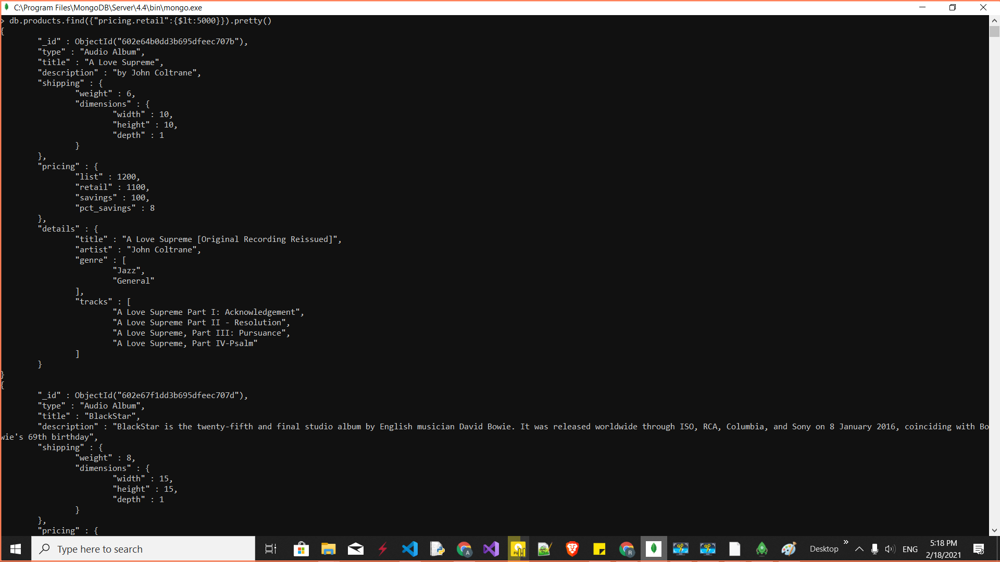 C:\Program Files\MongoDB\Server\4.4\bin\mongo.exe
> db.products.find({"pricing.retail":{$lt:5000}}).pretty()
{
        "_id" : ObjectId("602e64b0dd3b695dfeec707b"),
        "type" : "Audio Album",
        "title" : "A Love Supreme",
        "description" : "by John Coltrane",
        "shipping" : {
                "weight" : 6,
                "dimensions" : {
                        "width" : 10,
                        "height" : 10,
                        "depth" : 1
                }
        },
        "pricing" : {
                "list" : 1200,
                "retail" : 1100,
                "savings" : 100,
                "pct_savings" : 8
        },
        "details" : {
                "title" : "A Love Supreme [Original Recording Reissued]",
                "artist" : "John Coltrane",
                "genre" : [
                        "Jazz",
                        "General"
                ],
                "tracks" : [
                        "A Love Supreme Part I: Acknowledgement",
                        "A Love Supreme Part II - Resolution",
                        "A Love Supreme, Part III: Pursuance",
                        "A Love Supreme, Part IV-Psalm"
                ]
        }
}
{
        "_id" : ObjectId("602e67f1dd3b695dfeec707d"),
        "type" : "Audio Album",
        "title" : "BlackStar",
        "description" : "BlackStar is the twenty-fifth and final studio album by English musician David Bowie. It was released worldwide through ISO, RCA, Columbia, and Sony on 8 January 2016, coinciding with Bo
wie's 69th birthday",
        "shipping" : {
                "weight" : 8,
                "dimensions" : {
                        "width" : 15,
                        "height" : 15,
                        "depth" : 1
                }
        },
        "pricing" : {
Type here to search
Desktop
ENG
5:18 PM
2/18/2021